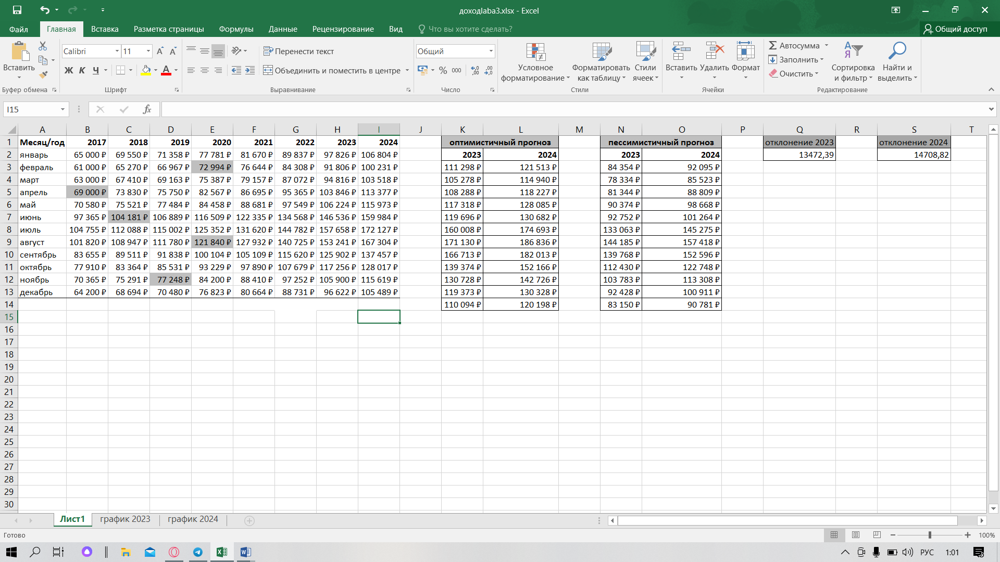 доходlaba3.xlsx - Excel
Файл Главная Вставка Разметка страницы Формулы Данные Рецензирование Вид Что вы хотите сделать? Общий доступ
Вставить
Calibri 11
Ж К Ч
Перенести текст
Объединить и поместить в центре
Общий
% 000
Условное форматирование
Форматировать как таблицу
Стили ячеек
Вставить Удалить Формат
Автосумма
Заполнить
Очистить
Сортировка и фильтр
Найти и выделить
Буфер обмена Шрифт Выравнивание Число Стили Ячейки Редактирование
I15 fx
A B C D E F G H I J K L M N O P Q R S T
1 Месяц/год 2017 2018 2019 2020 2021 2022 2023 2024 оптимистичный прогноз пессимистичный прогноз отклонение 2023 отклонение 2024
2 январь 65 000 ₽ 69 550 ₽ 71 358 ₽ 77 781 ₽ 81 670 ₽ 89 837 ₽ 97 826 ₽ 106 804 ₽ 2023 2024 2023 2024 13472,39 14708,82
3 февраль 61 000 ₽ 65 270 ₽ 66 967 ₽ 72 994 ₽ 76 644 ₽ 84 308 ₽ 91 806 ₽ 100 231 ₽ 111 298 ₽ 121 513 ₽ 84 354 ₽ 92 095 ₽
4 март 63 000 ₽ 67 410 ₽ 69 163 ₽ 75 387 ₽ 79 157 ₽ 87 072 ₽ 94 816 ₽ 103 518 ₽ 105 278 ₽ 114 940 ₽ 78 334 ₽ 85 523 ₽
5 апрель 69 000 ₽ 73 830 ₽ 75 750 ₽ 82 567 ₽ 86 695 ₽ 95 365 ₽ 103 846 ₽ 113 377 ₽ 108 288 ₽ 118 227 ₽ 81 344 ₽ 88 809 ₽
6 май 70 580 ₽ 75 521 ₽ 77 484 ₽ 84 458 ₽ 88 681 ₽ 97 549 ₽ 106 224 ₽ 115 973 ₽ 117 318 ₽ 128 085 ₽ 90 374 ₽ 98 668 ₽
7 июнь 97 365 ₽ 104 181 ₽ 106 889 ₽ 116 509 ₽ 122 335 ₽ 134 568 ₽ 146 536 ₽ 159 984 ₽ 119 696 ₽ 130 682 ₽ 92 752 ₽ 101 264 ₽
8 июль 104 755 ₽ 112 088 ₽ 115 002 ₽ 125 352 ₽ 131 620 ₽ 144 782 ₽ 157 658 ₽ 172 127 ₽ 160 008 ₽ 174 693 ₽ 133 063 ₽ 145 275 ₽
9 август 101 820 ₽ 108 947 ₽ 111 780 ₽ 121 840 ₽ 127 932 ₽ 140 725 ₽ 153 241 ₽ 167 304 ₽ 171 130 ₽ 186 836 ₽ 144 185 ₽ 157 418 ₽
10 сентябрь 83 655 ₽ 89 511 ₽ 91 838 ₽ 100 104 ₽ 105 109 ₽ 115 620 ₽ 125 902 ₽ 137 457 ₽ 166 713 ₽ 182 013 ₽ 139 768 ₽ 152 596 ₽
11 октябрь 77 910 ₽ 83 364 ₽ 85 531 ₽ 93 229 ₽ 97 890 ₽ 107 679 ₽ 117 256 ₽ 128 017 ₽ 139 374 ₽ 152 166 ₽ 112 430 ₽ 122 748 ₽
12 ноябрь 70 365 ₽ 75 291 ₽ 77 248 ₽ 84 200 ₽ 88 410 ₽ 97 252 ₽ 105 900 ₽ 115 619 ₽ 130 728 ₽ 142 726 ₽ 103 783 ₽ 113 308 ₽
13 декабрь 64 200 ₽ 68 694 ₽ 70 480 ₽ 76 823 ₽ 80 664 ₽ 88 731 ₽ 96 622 ₽ 105 489 ₽ 119 373 ₽ 130 328 ₽ 92 428 ₽ 100 911 ₽
14 110 094 ₽ 120 198 ₽ 83 150 ₽ 90 781 ₽
15
16
17
18
19
20
21
22
23
24
25
26
27
28
29
30
Лист1 график 2023 график 2024
Готово 100%
РУС 1:01